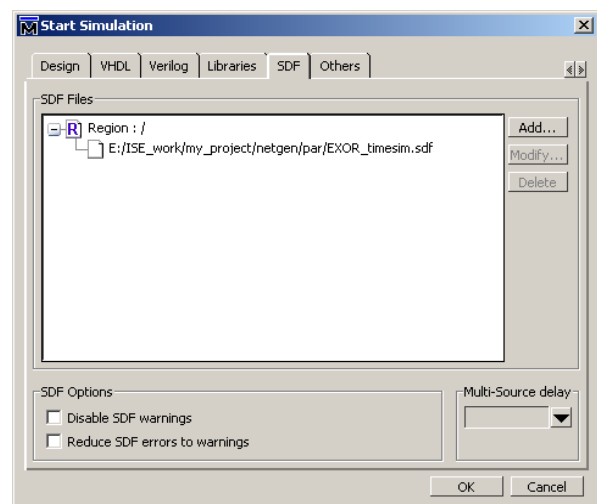 Start Simulation
Design VHDL Verilog Libraries SDF Others
SDF Files
Region : /
E:/ISE_work/my_project/netgen/par/EXOR_timesim.sdf
Add...
Modify...
Delete
SDF Options
Disable SDF warnings
Reduce SDF errors to warnings
Multi-Source delay
OK Cancel